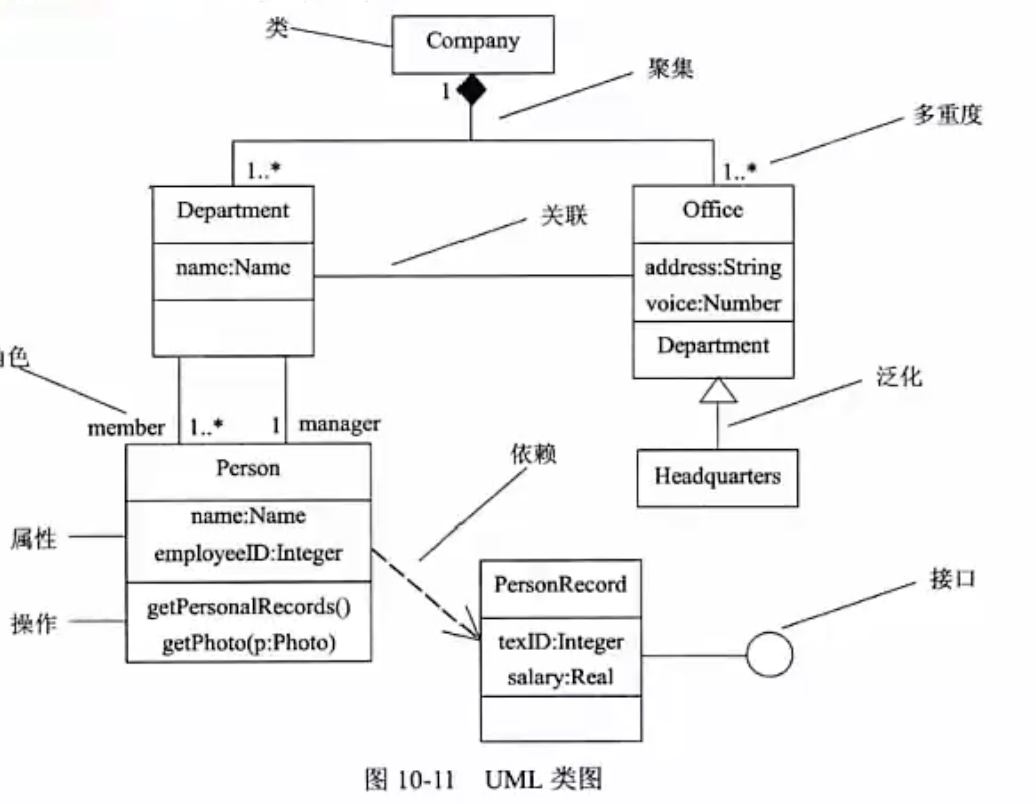 类
Company
1
聚集
多重度
1..*
1..*
Department
Office
关联
name:Name
address:String
voice:Number
Department
泛化
色
member
1..*
1
manager
依赖
Person
Headquarters
name:Name
属性
employeeID:Integer
PersonRecord
接口
getPersonalRecords()
操作
getPhoto(p:Photo)
texID:Integer
salary:Real
图 10-11 UML 类图